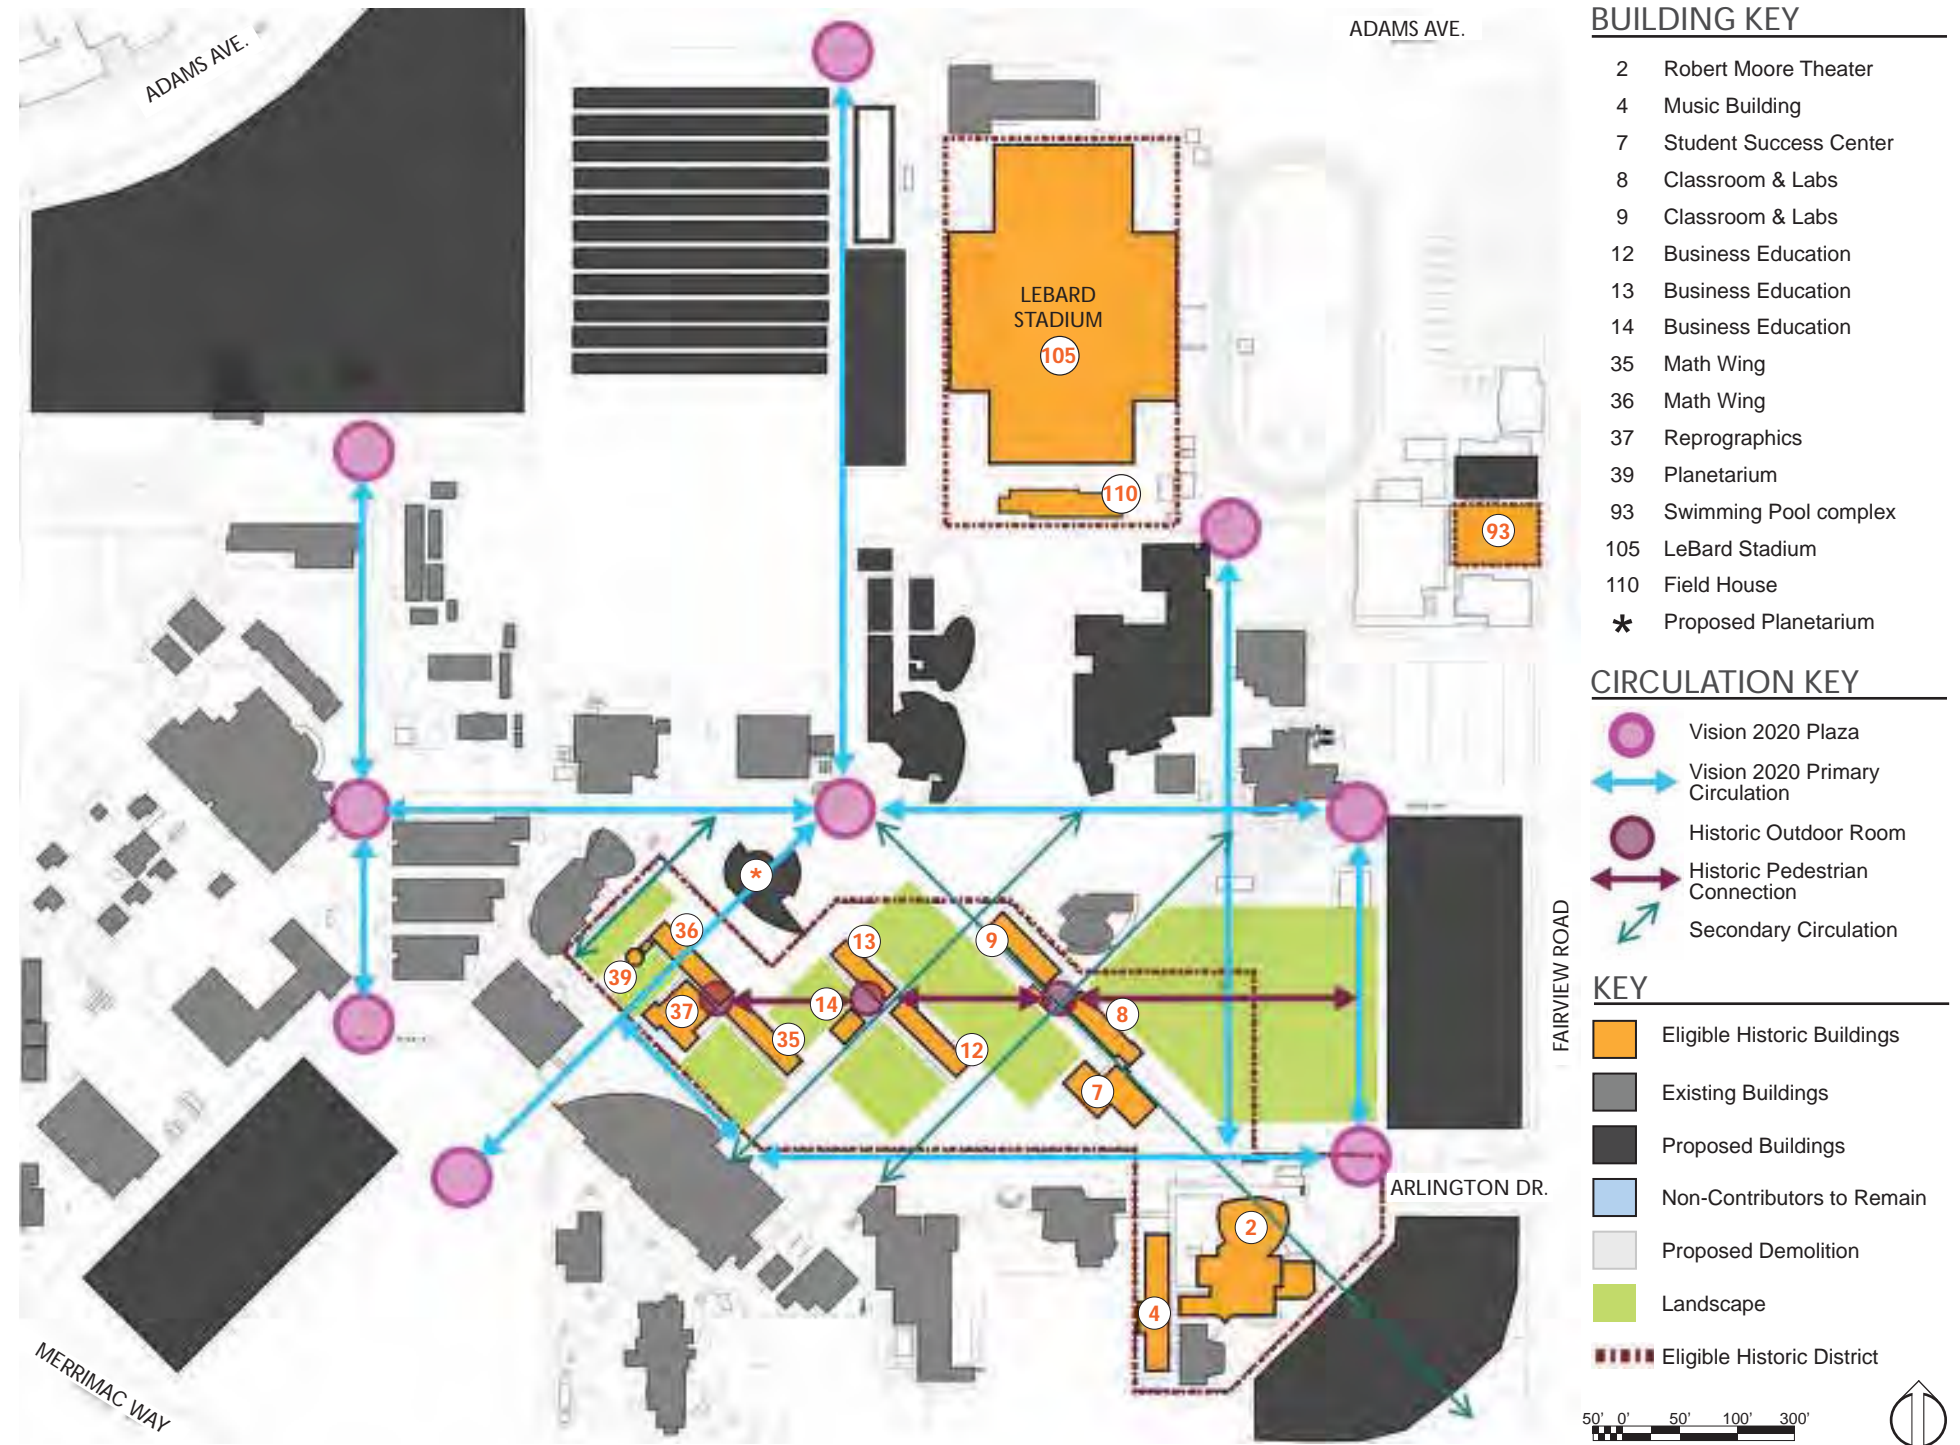 ADAMS AVE.
ADAMS AVE.
LEBARD
STADIUM
105
110
93
*
36
13
9
39
14
37
8
35
12
7
2
4
FAIRVIEW ROAD
ARLINGTON DR.
MERRIMAC WAY
BUILDING KEY
2 Robert Moore Theater
4 Music Building
7 Student Success Center
8 Classroom & Labs
9 Classroom & Labs
12 Business Education
13 Business Education
14 Business Education
35 Math Wing
36 Math Wing
37 Reprographics
39 Planetarium
93 Swimming Pool complex
105 LeBard Stadium
110 Field House
* Proposed Planetarium
CIRCULATION KEY
Vision 2020 Plaza
Vision 2020 Primary
Circulation
Historic Outdoor Room
Historic Pedestrian
Connection
Secondary Circulation
KEY
Eligible Historic Buildings
Existing Buildings
Proposed Buildings
Non-Contributors to Remain
Proposed Demolition
Landscape
Eligible Historic District
50' 0' 50' 100' 300'